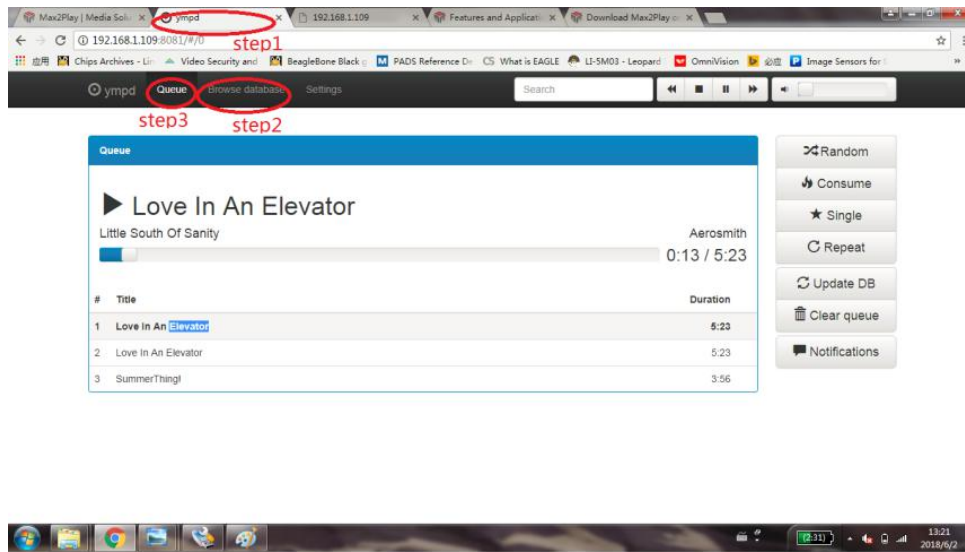 Max2Play | Media Solu
ympd
192.168.1.109
Features and Applicati
Download Max2Play o
192.168.1.109:8081/#/0
step1
应用
Chips Archives - Lin
Video Security and
BeagleBone Black
PADS Reference De
CS What is EAGLE
LI-5M03 - Leopard
OmniVision
必应
Image Sensors for
»
ympd
Queue
Browse database
Settings
Search
step3
step2
Queue
Random
Consume
Love In An Elevator
Single
Little South Of Sanity
Aerosmith
0:13 / 5:23
Repeat
Update DB
# Title Duration
Clear queue
1 Love In An Elevator 5:23
2 Love In An Elevator 5:23
Notifications
3 SummerThing! 3:56
(2:31)
13:21
2018/6/2